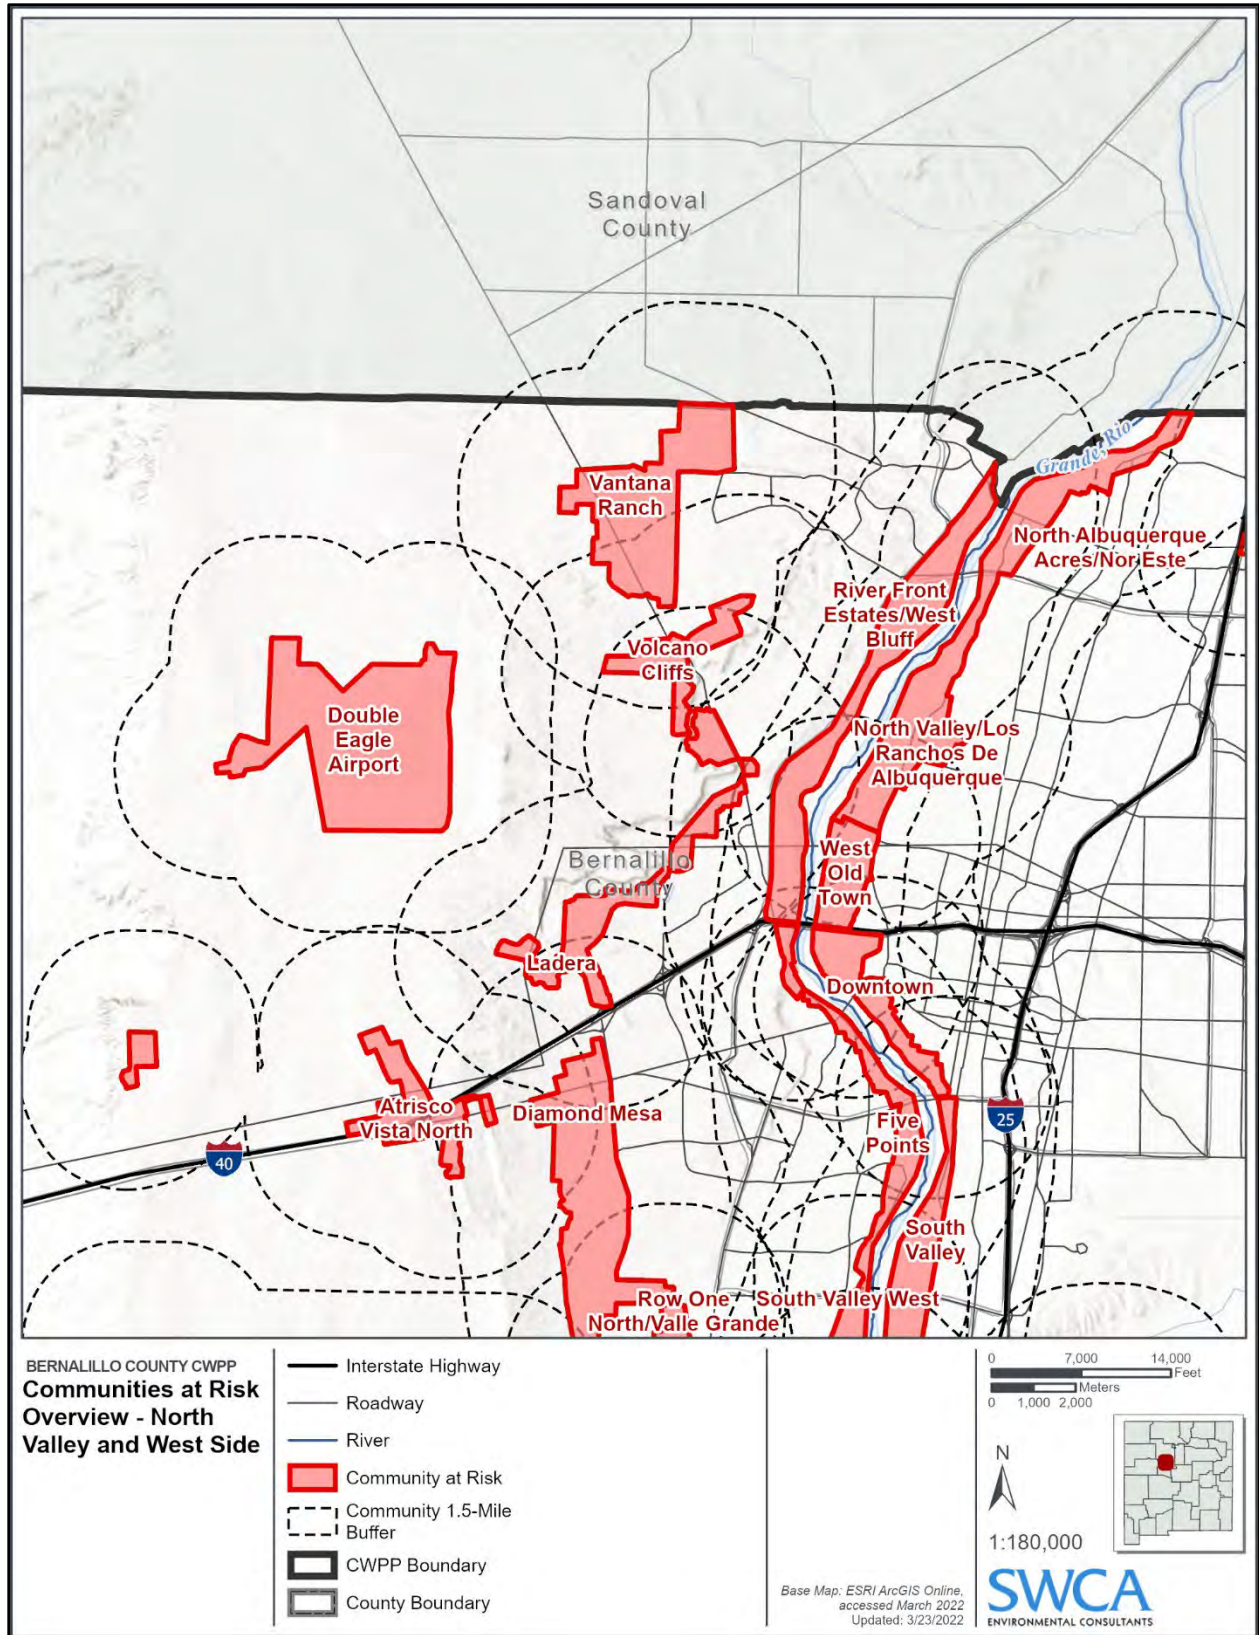 Sandoval
County
Grande, Rio
Vantana
Ranch
North Albuquerque
Acres/Nor Este
River Front
Estates/West
Bluff
Volcano
Cliffs
Double
Eagle
Airport
North Valley/Los
Ranchos De
Albuquerque
West
Old
Town
Bernalillo
County
Ladera
Downtown
Atrisco
Vista North
Diamond Mesa
Five
Points
25
40
South
Valley
Row One
North/Valle Grande
South Valley West
BERNALILLO COUNTY CWPP
Communities at Risk
Overview - North
Valley and West Side
Interstate Highway
Roadway
River
Community at Risk
Community 1.5-Mile
Buffer
CWPP Boundary
County Boundary
Base Map: ESRI ArcGIS Online,
accessed March 2022
Updated: 3/23/2022
0 7,000 14,000
Feet
Meters
0 1,000 2,000
N
1:180,000
SWCA
ENVIRONMENTAL CONSULTANTS